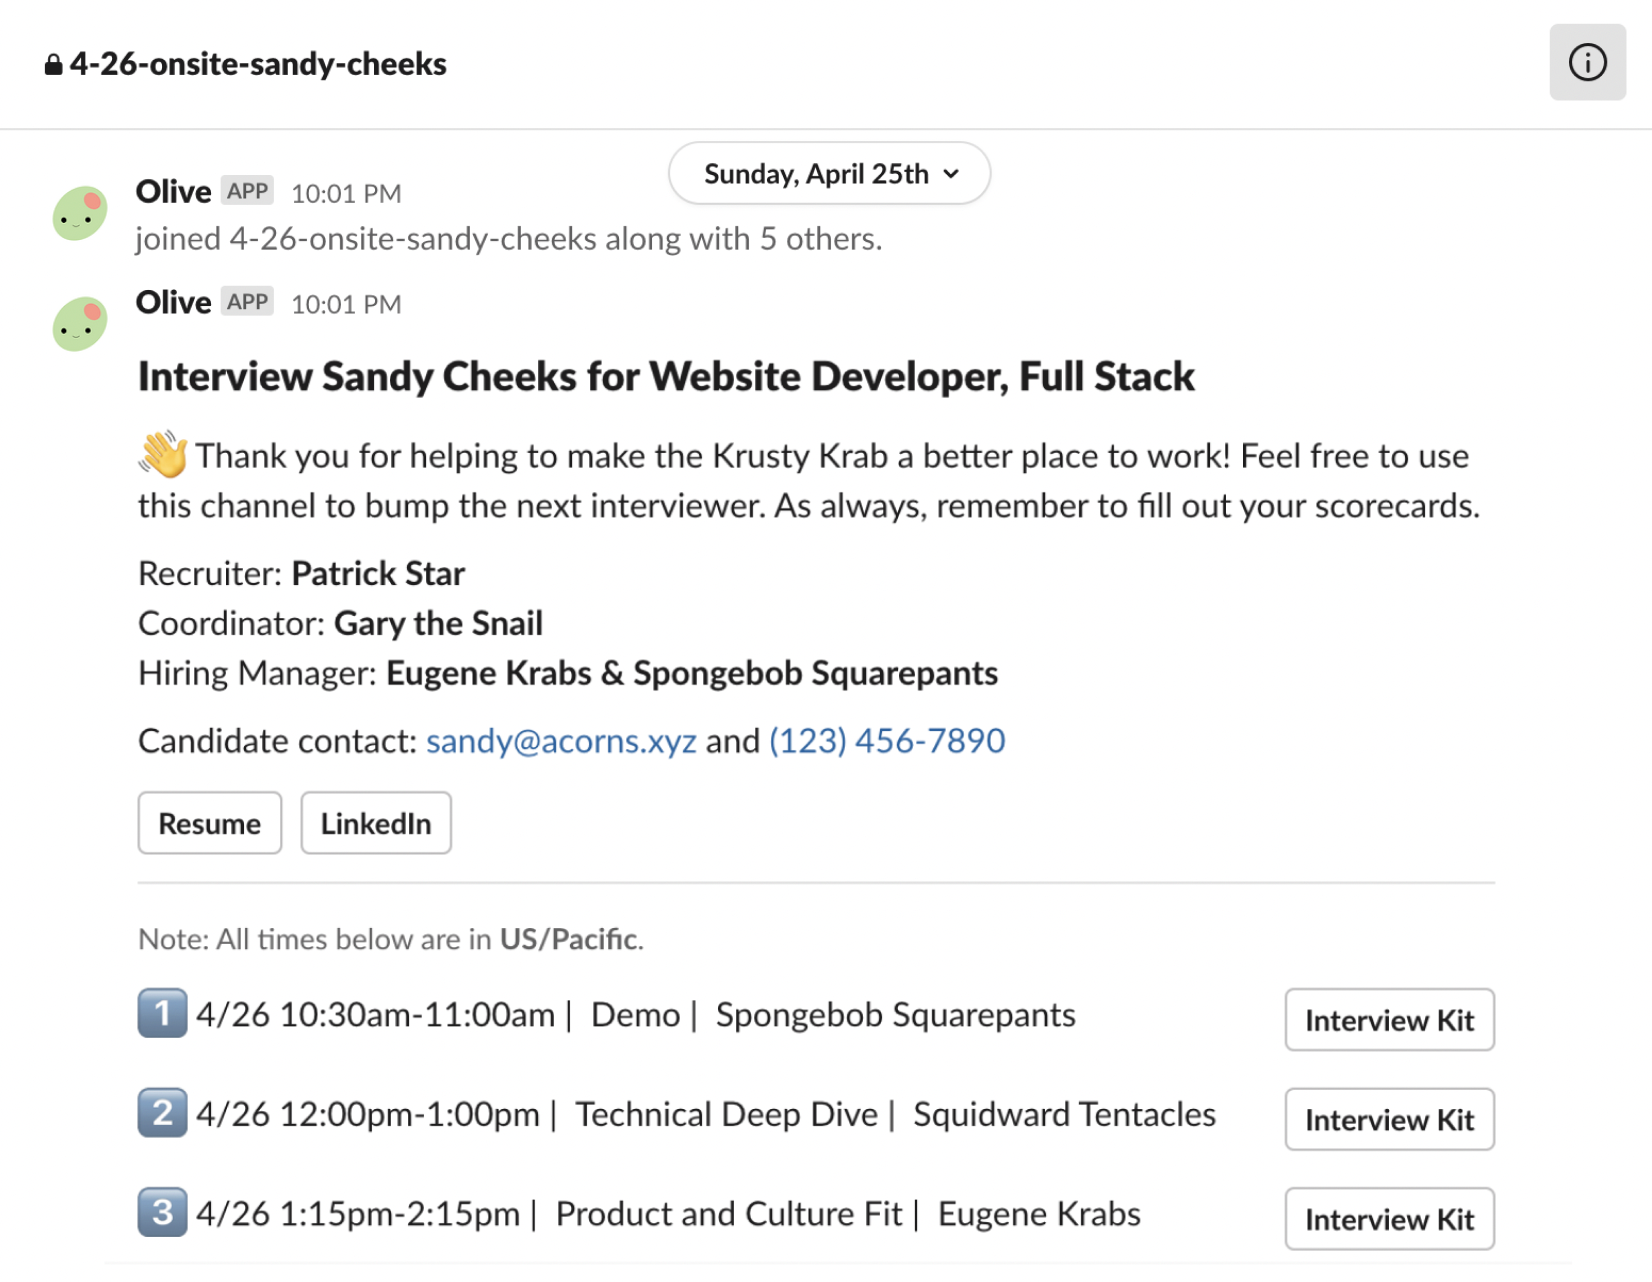 4-26-onsite-sandy-cheeks
Sunday, April 25th
Olive APP 10:01 PM
joined 4-26-onsite-sandy-cheeks along with 5 others.
Olive APP 10:01 PM
Interview Sandy Cheeks for Website Developer, Full Stack
👋 Thank you for helping to make the Krusty Krab a better place to work! Feel free to use
this channel to bump the next interviewer. As always, remember to fill out your scorecards.
Recruiter: Patrick Star
Coordinator: Gary the Snail
Hiring Manager: Eugene Krabs & Spongebob Squarepants
Candidate contact: sandy@acorns.xyz and (123) 456-7890
Resume LinkedIn
Note: All times below are in US/Pacific.
1 4/26 10:30am-11:00am | Demo | Spongebob Squarepants Interview Kit
2 4/26 12:00pm-1:00pm | Technical Deep Dive | Squidward Tentacles Interview Kit
3 4/26 1:15pm-2:15pm | Product and Culture Fit | Eugene Krabs Interview Kit